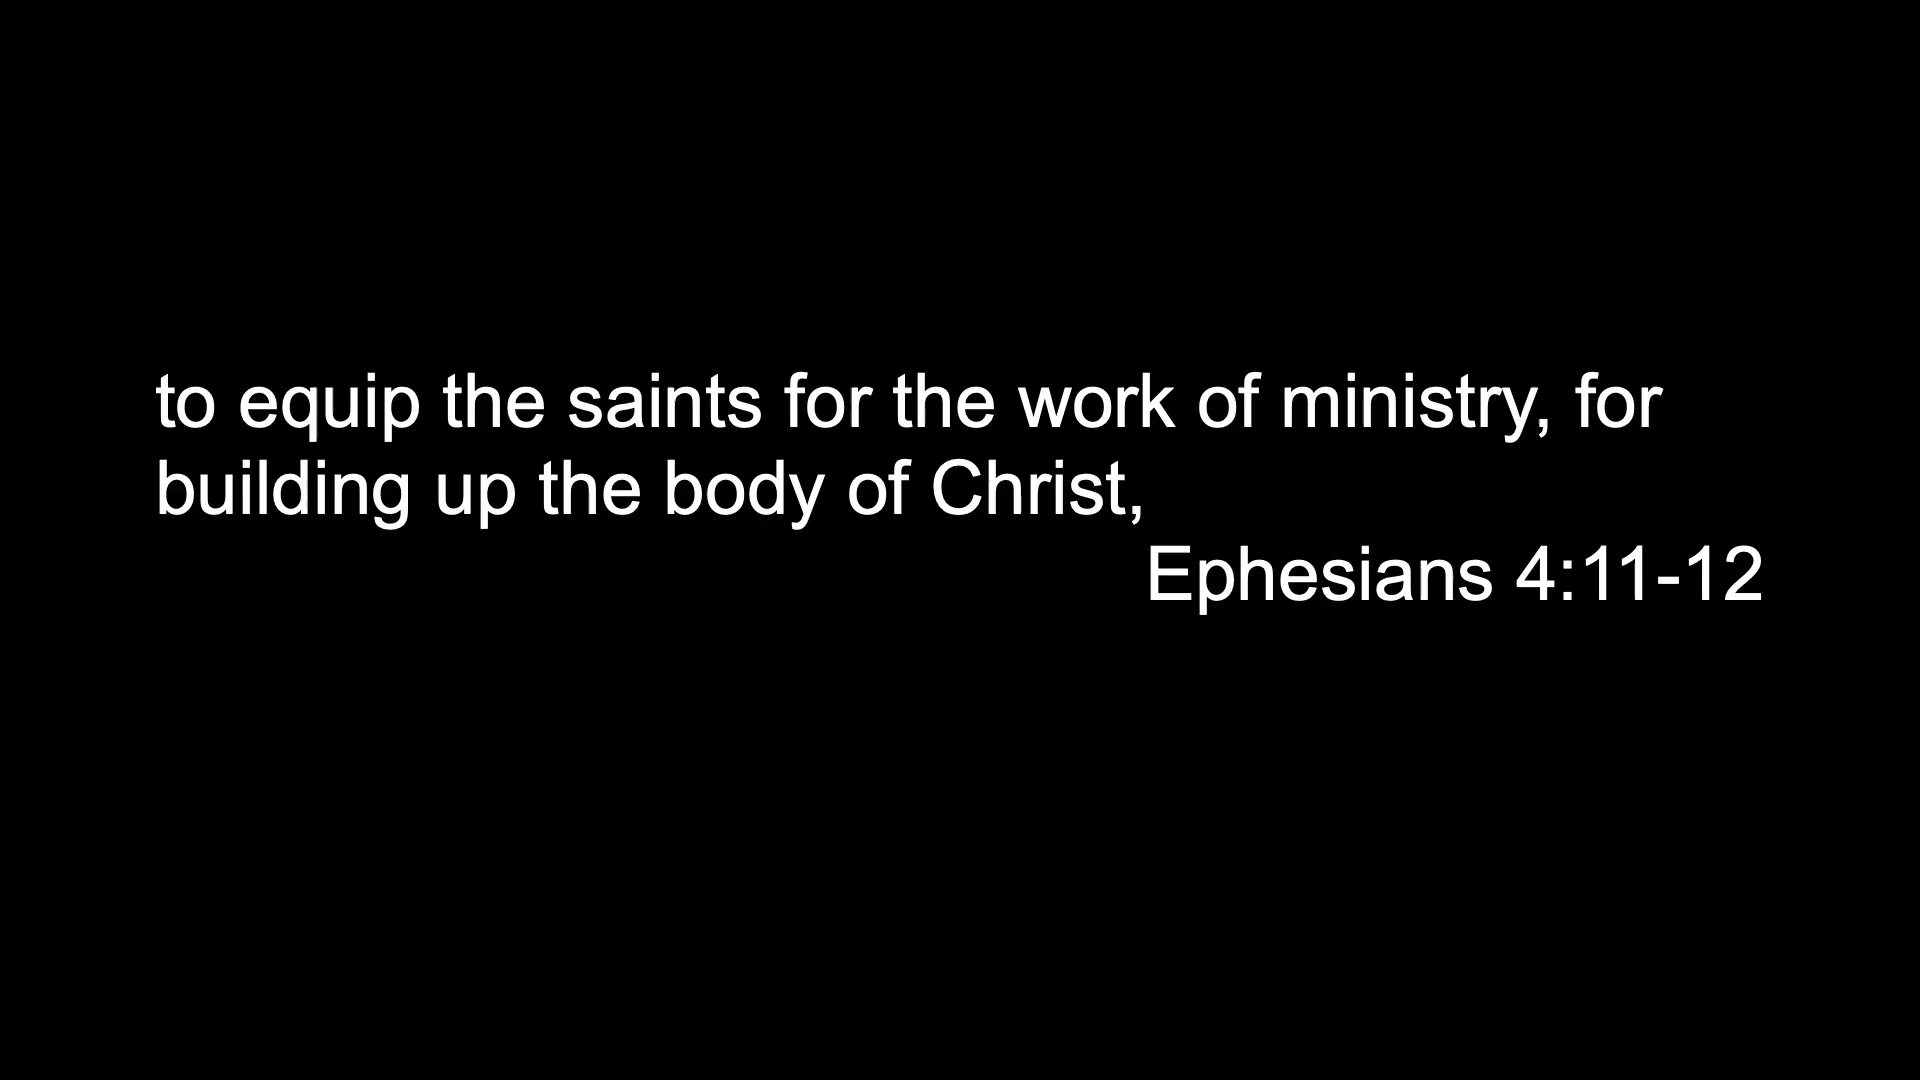 to equip the saints for the work of ministry, for
building up the body of Christ,
Ephesians 4:11-12